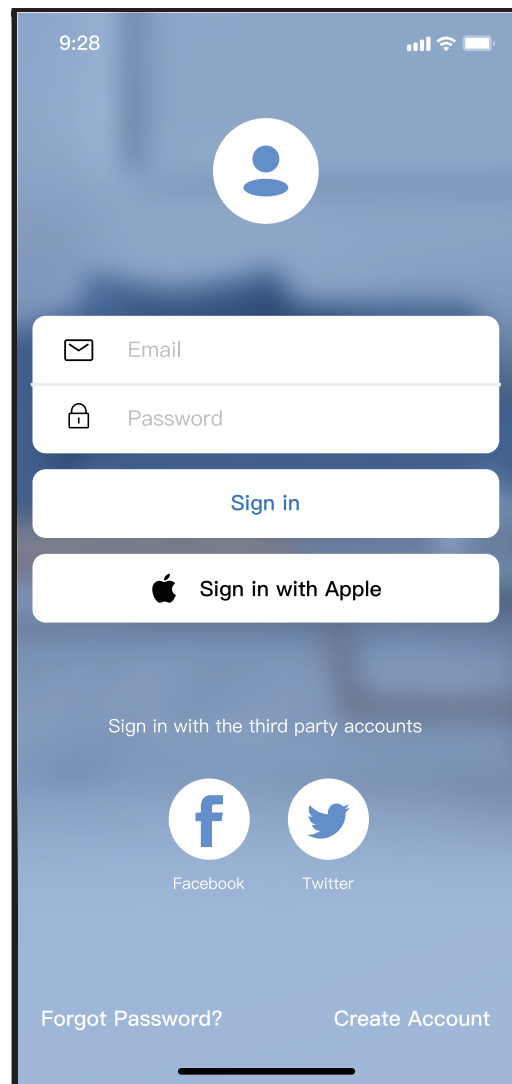 9:28
Email
Password
Sign in
Sign in with Apple
Sign in with the third party accounts
Facebook Twitter
Forgot Password? Create Account